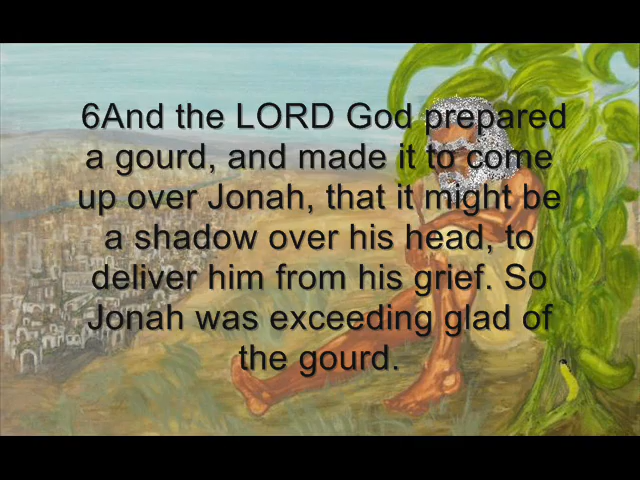 6And the LORD God prepared
a gourd, and made it to come
up over Jonah, that it might be
a shadow over his head, to
deliver him from his grief. So
Jonah was exceeding glad of
the gourd.